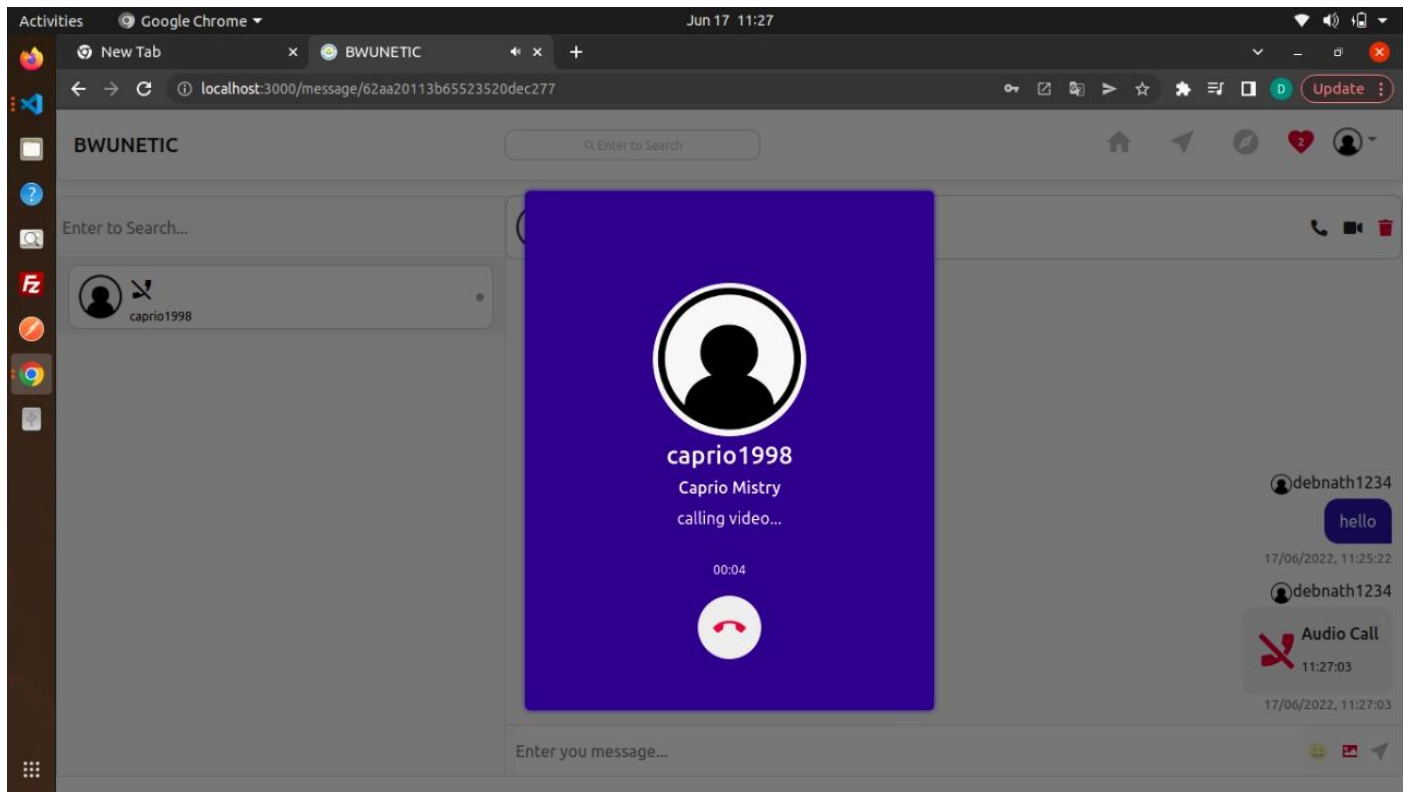 Activities Google Chrome Jun 17 11:27
New Tab BWUNETIC
localhost:3000/message/62aa20113b65523520dec277 D Update
BWUNETIC Enter to Search 2
Enter to Search...
caprio1998
caprio1998
Caprio Mistry
calling video...
00:04
debnath1234
hello
17/06/2022, 11:25:22
debnath1234
Audio Call
11:27:03
17/06/2022, 11:27:03
Enter you message...
Fz